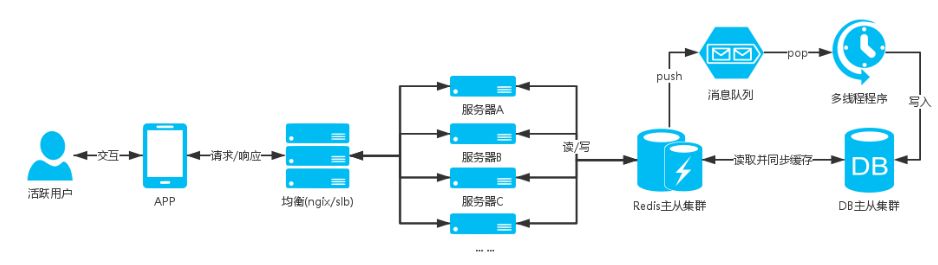 活跃用户
交互
APP
请求/响应
均衡(ngix/slb)
服务器A
服务器B
服务器C
... ...
读/写
Redis主从集群
push
消息队列
pop
多线程程序
写入
读取并同步缓存
DB
DB主从集群